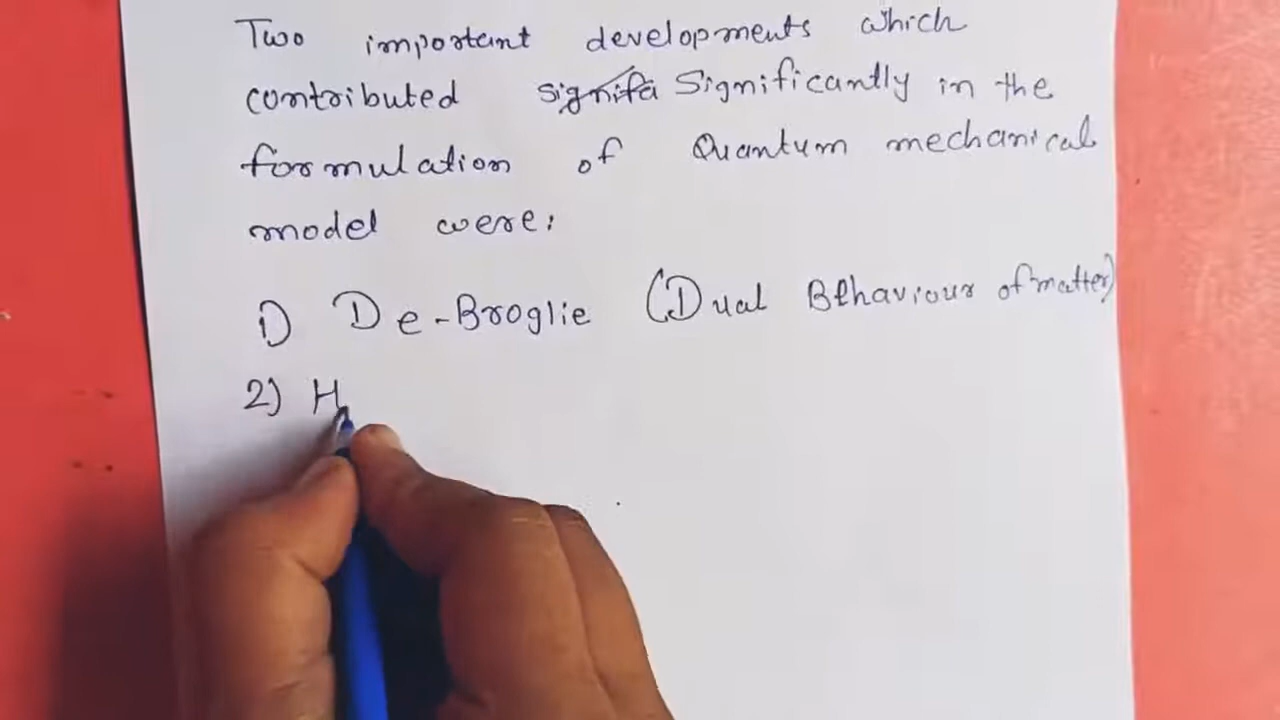 Two important developments which
contributed signifa Significantly in the
formulation of Quantum mechanical
model were:
1) De-Broglie (Dual Behaviour of matter)
2) H